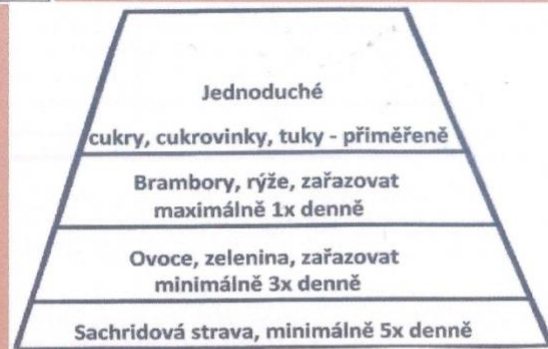 Jednoduché
cukry, cukrovinky, tuky - přiměřeně
Brambory, rýže, zařazovat
maximálně 1x denně
Ovoce, zelenina, zařazovat
minimálně 3x denně
Sachridová strava, minimálně 5x denně